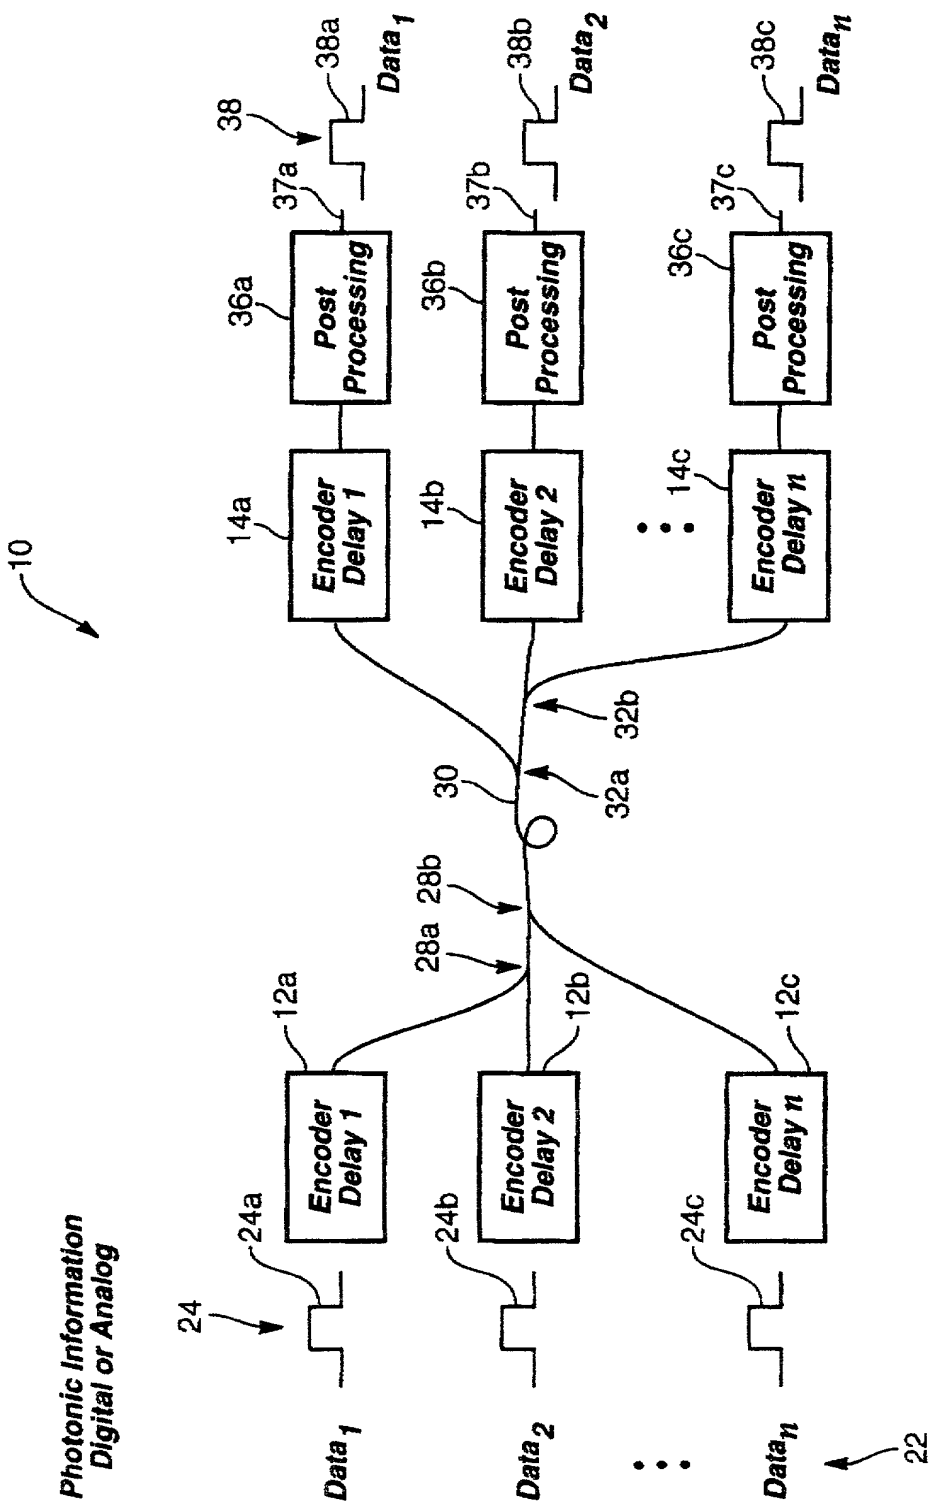 Photonic Information
Digital or Analog
10
22
Data1
Data2
Datan
24
24a
24b
24c
Encoder
Delay 1
12a
Encoder
Delay 2
12b
Encoder
Delay n
12c
28a
28b
30
32a
32b
Encoder
Delay 1
14a
Encoder
Delay 2
14b
Encoder
Delay n
14c
Post
Processing
36a
Post
Processing
36b
Post
Processing
36c
37a
37b
37c
38
38a
38b
38c
Data1
Data2
Datan